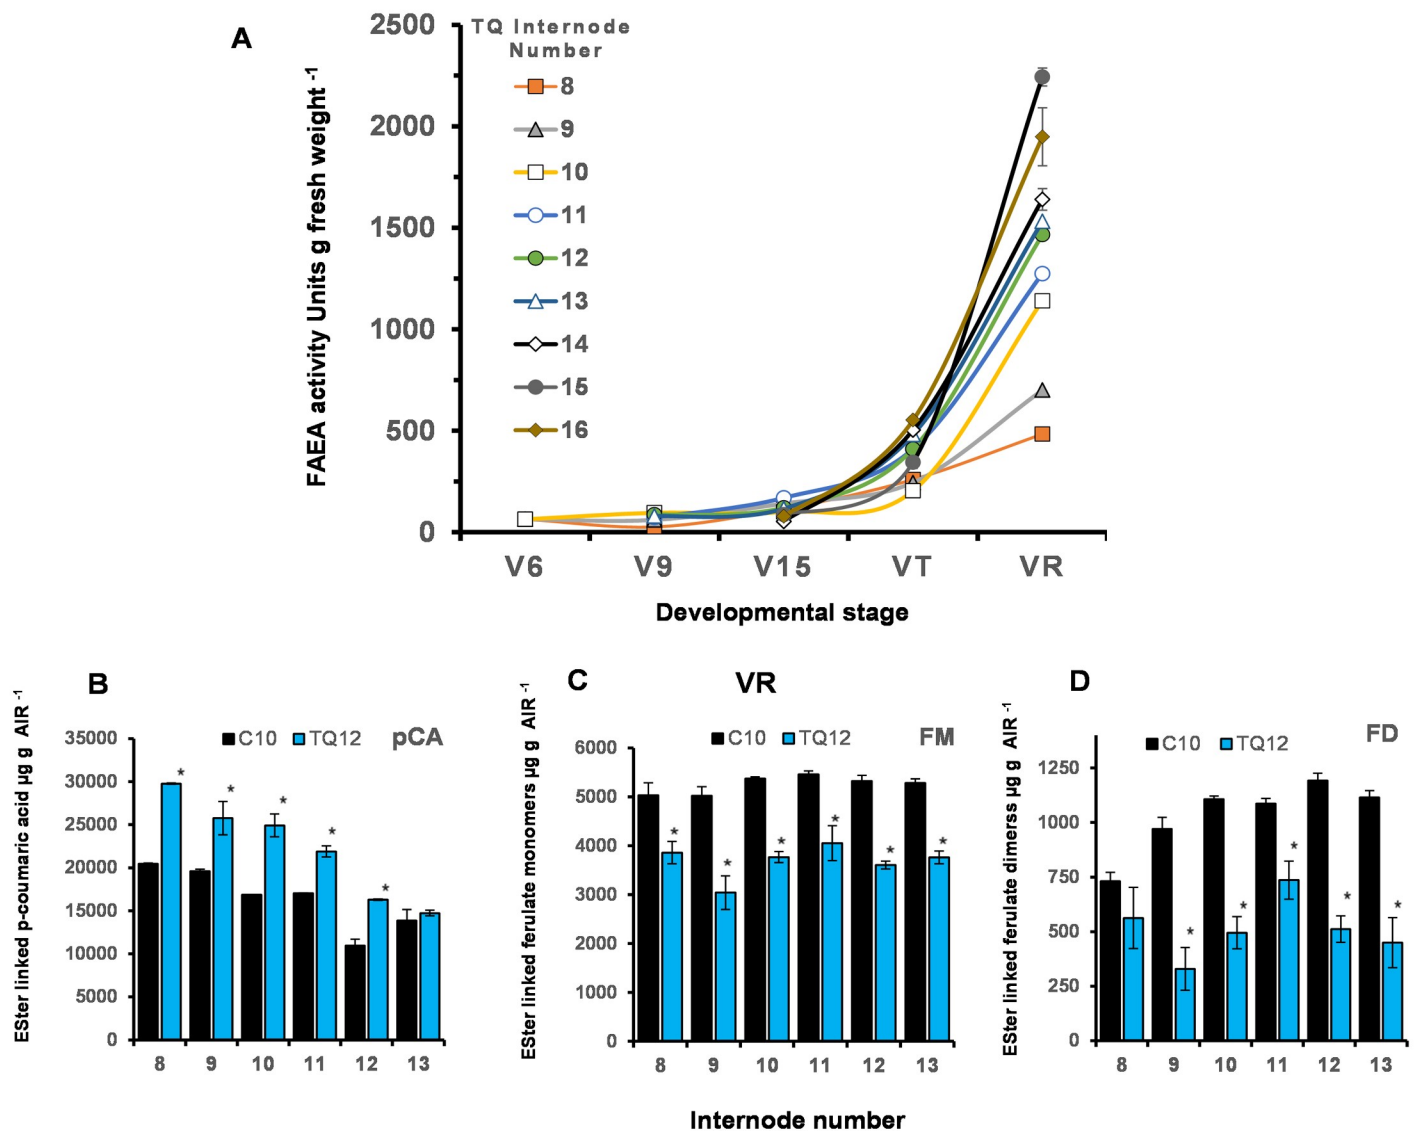 A
TQ Internode
Number
8
9
10
11
12
13
14
15
16
FAEA activity Units g fresh weight -1
2500
2000
1500
1000
500
0
V6 V9 V15 VT VR
Developmental stage
B
pCA
C10 TQ12
ESter linked p-coumaric acid µg g AIR -1
35000
30000
25000
20000
15000
10000
5000
0
* * * * *
8 9 10 11 12 13
C
VR
FM
C10 TQ12
ESter linked ferulate monomers µg g AIR -1
6000
5000
4000
3000
2000
1000
0
* * * * * *
8 9 10 11 12 13
D
FD
C10 TQ12
ESter linked ferulate dimerss µg g AIR -1
1250
1000
750
500
250
0
* * * * *
8 9 10 11 12 13
Internode number